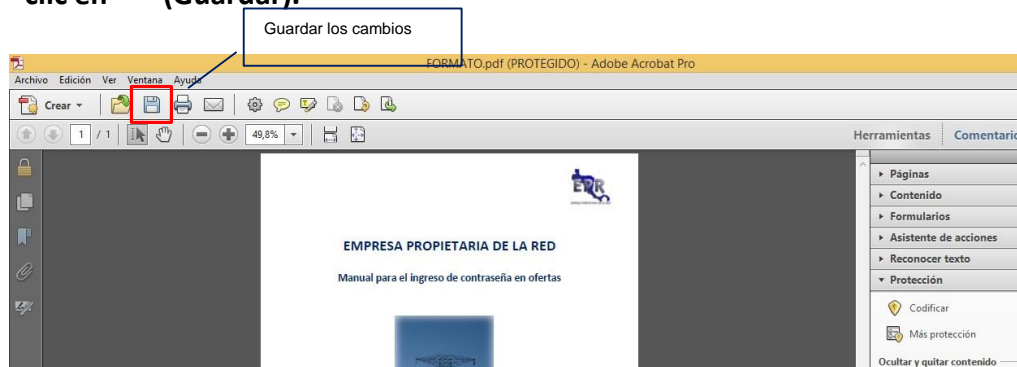 clic en (Guardar).
Guardar los cambios
FORMATO.pdf (PROTEGIDO) - Adobe Acrobat Pro
Archivo Edición Ver Ventana Ayuda
Crear
1 / 1 49,8% Herramientas Comentario
Páginas
EPR
Contenido
Formularios
EMPRESA PROPIETARIA DE LA RED
Asistente de acciones
Reconocer texto
Manual para el ingreso de contraseña en ofertas
Protección
Codificar
Más protección
Ocultar y quitar contenido